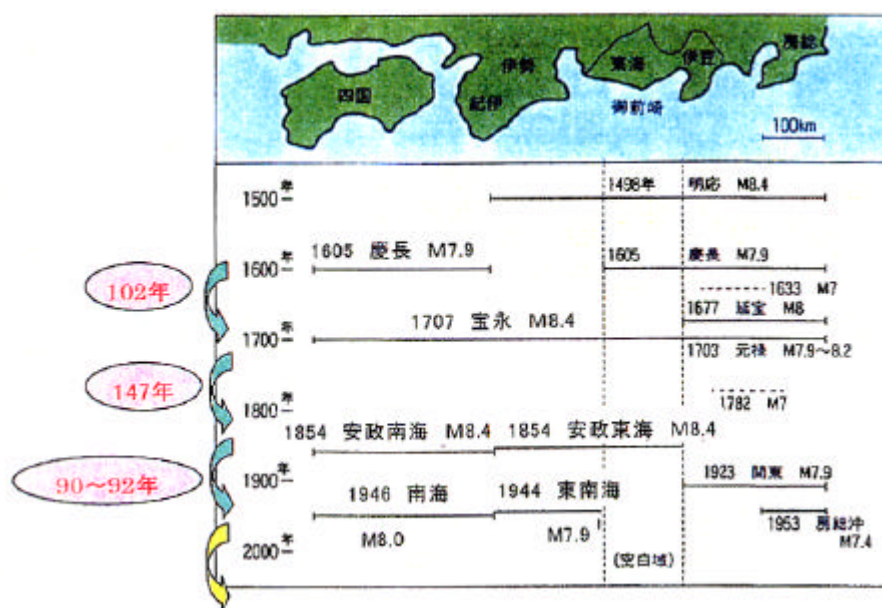 房総
伊勢
東海
伊豆
四国
紀伊
御前崎
100km
1498年 明応 M8.4
1500年
1605 慶長 M7.9
1605 慶長 M7.9
1600年
102年
1633 M7
1677 延宝 M8
1707 宝永 M8.4
1700年
1703 元禄 M7.9〜8.2
147年
1782 M7
1800年
1854 安政南海 M8.4
1854 安政東海 M8.4
90〜92年
1900年
1923 関東 M7.9
1946 南海
1944 東南海
1953 房総沖
M7.4
M8.0
M7.9
2000年
(空白域)